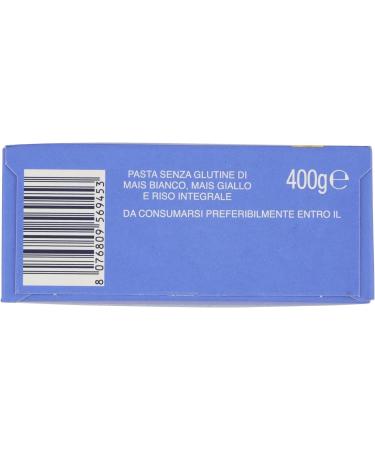 PASTA SENZA GLUTINE DI
MAIS BIANCO, MAIS GIALLO
E RISO INTEGRALE
400g℮
DA CONSUMARSI PREFERIBILMENTE ENTRO IL
8 076809 569453